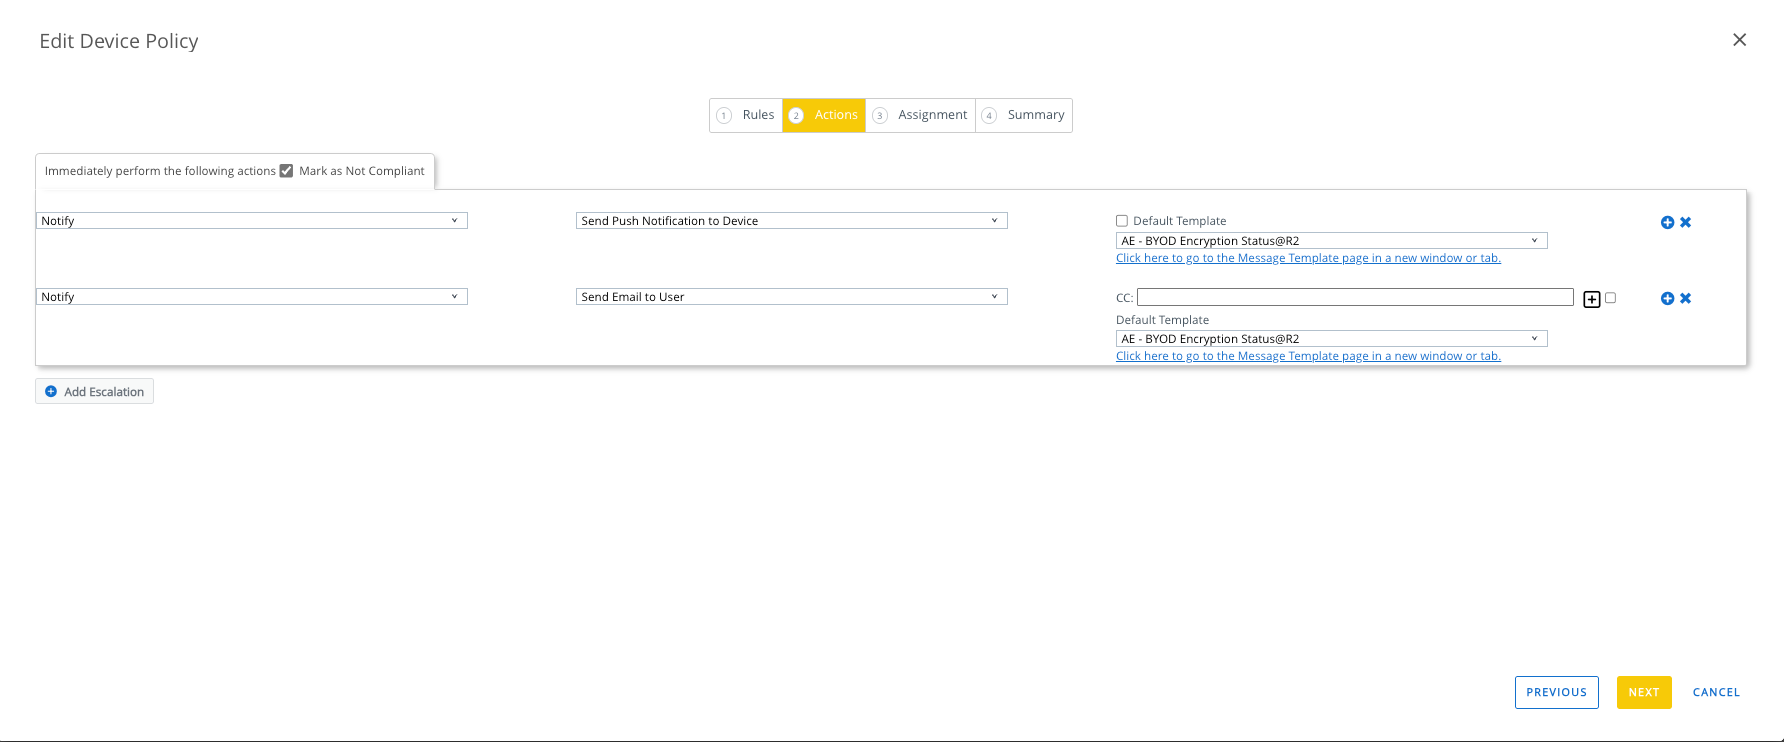 Edit Device Policy
1 Rules 2 Actions 3 Assignment 4 Summary
Immediately perform the following actions Mark as Not Compliant
Notify Send Push Notification to Device Default Template
AE - BYOD Encryption Status@R2
Click here to go to the Message Template page in a new window or tab.
Notify Send Email to User CC:
Default Template
AE - BYOD Encryption Status@R2
Click here to go to the Message Template page in a new window or tab.
Add Escalation
PREVIOUS NEXT CANCEL